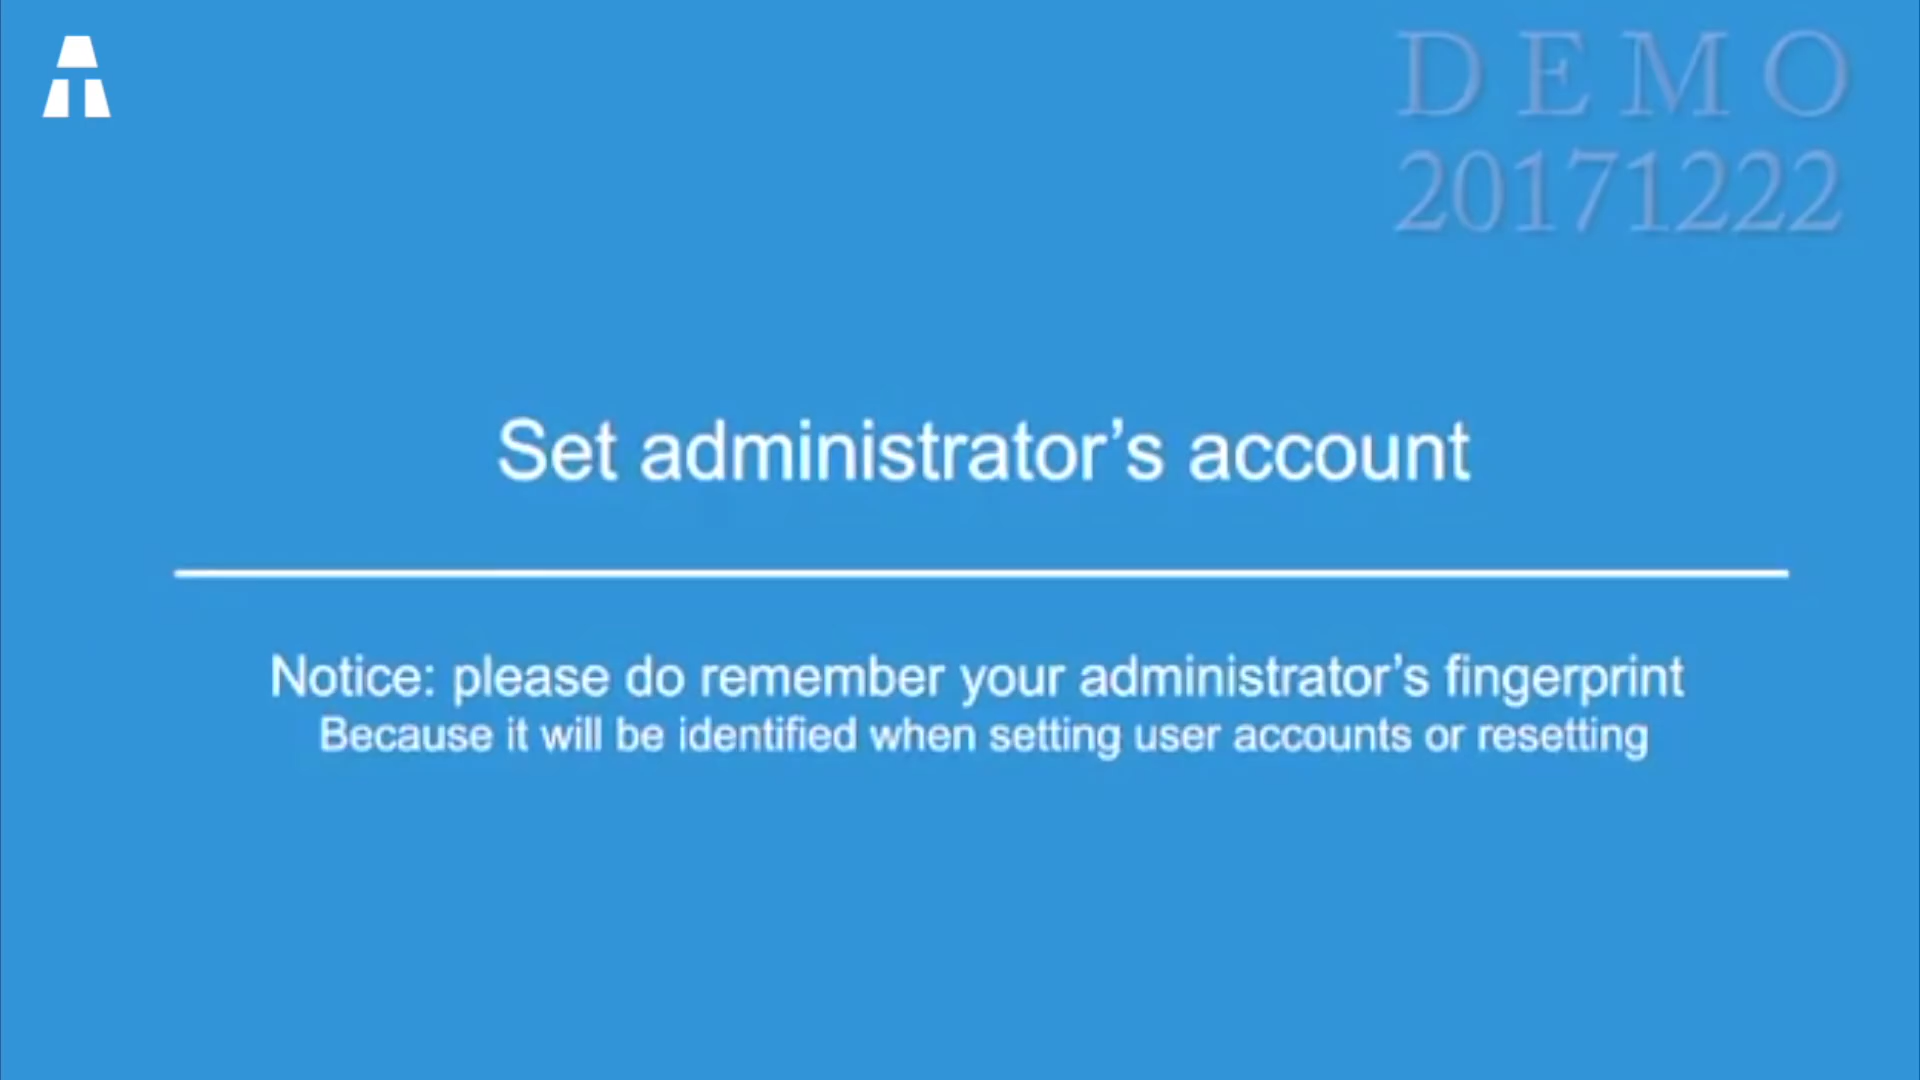 DEMO
20171222
Set administrator’s account
Notice: please do remember your administrator’s fingerprint
Because it will be identified when setting user accounts or resetting